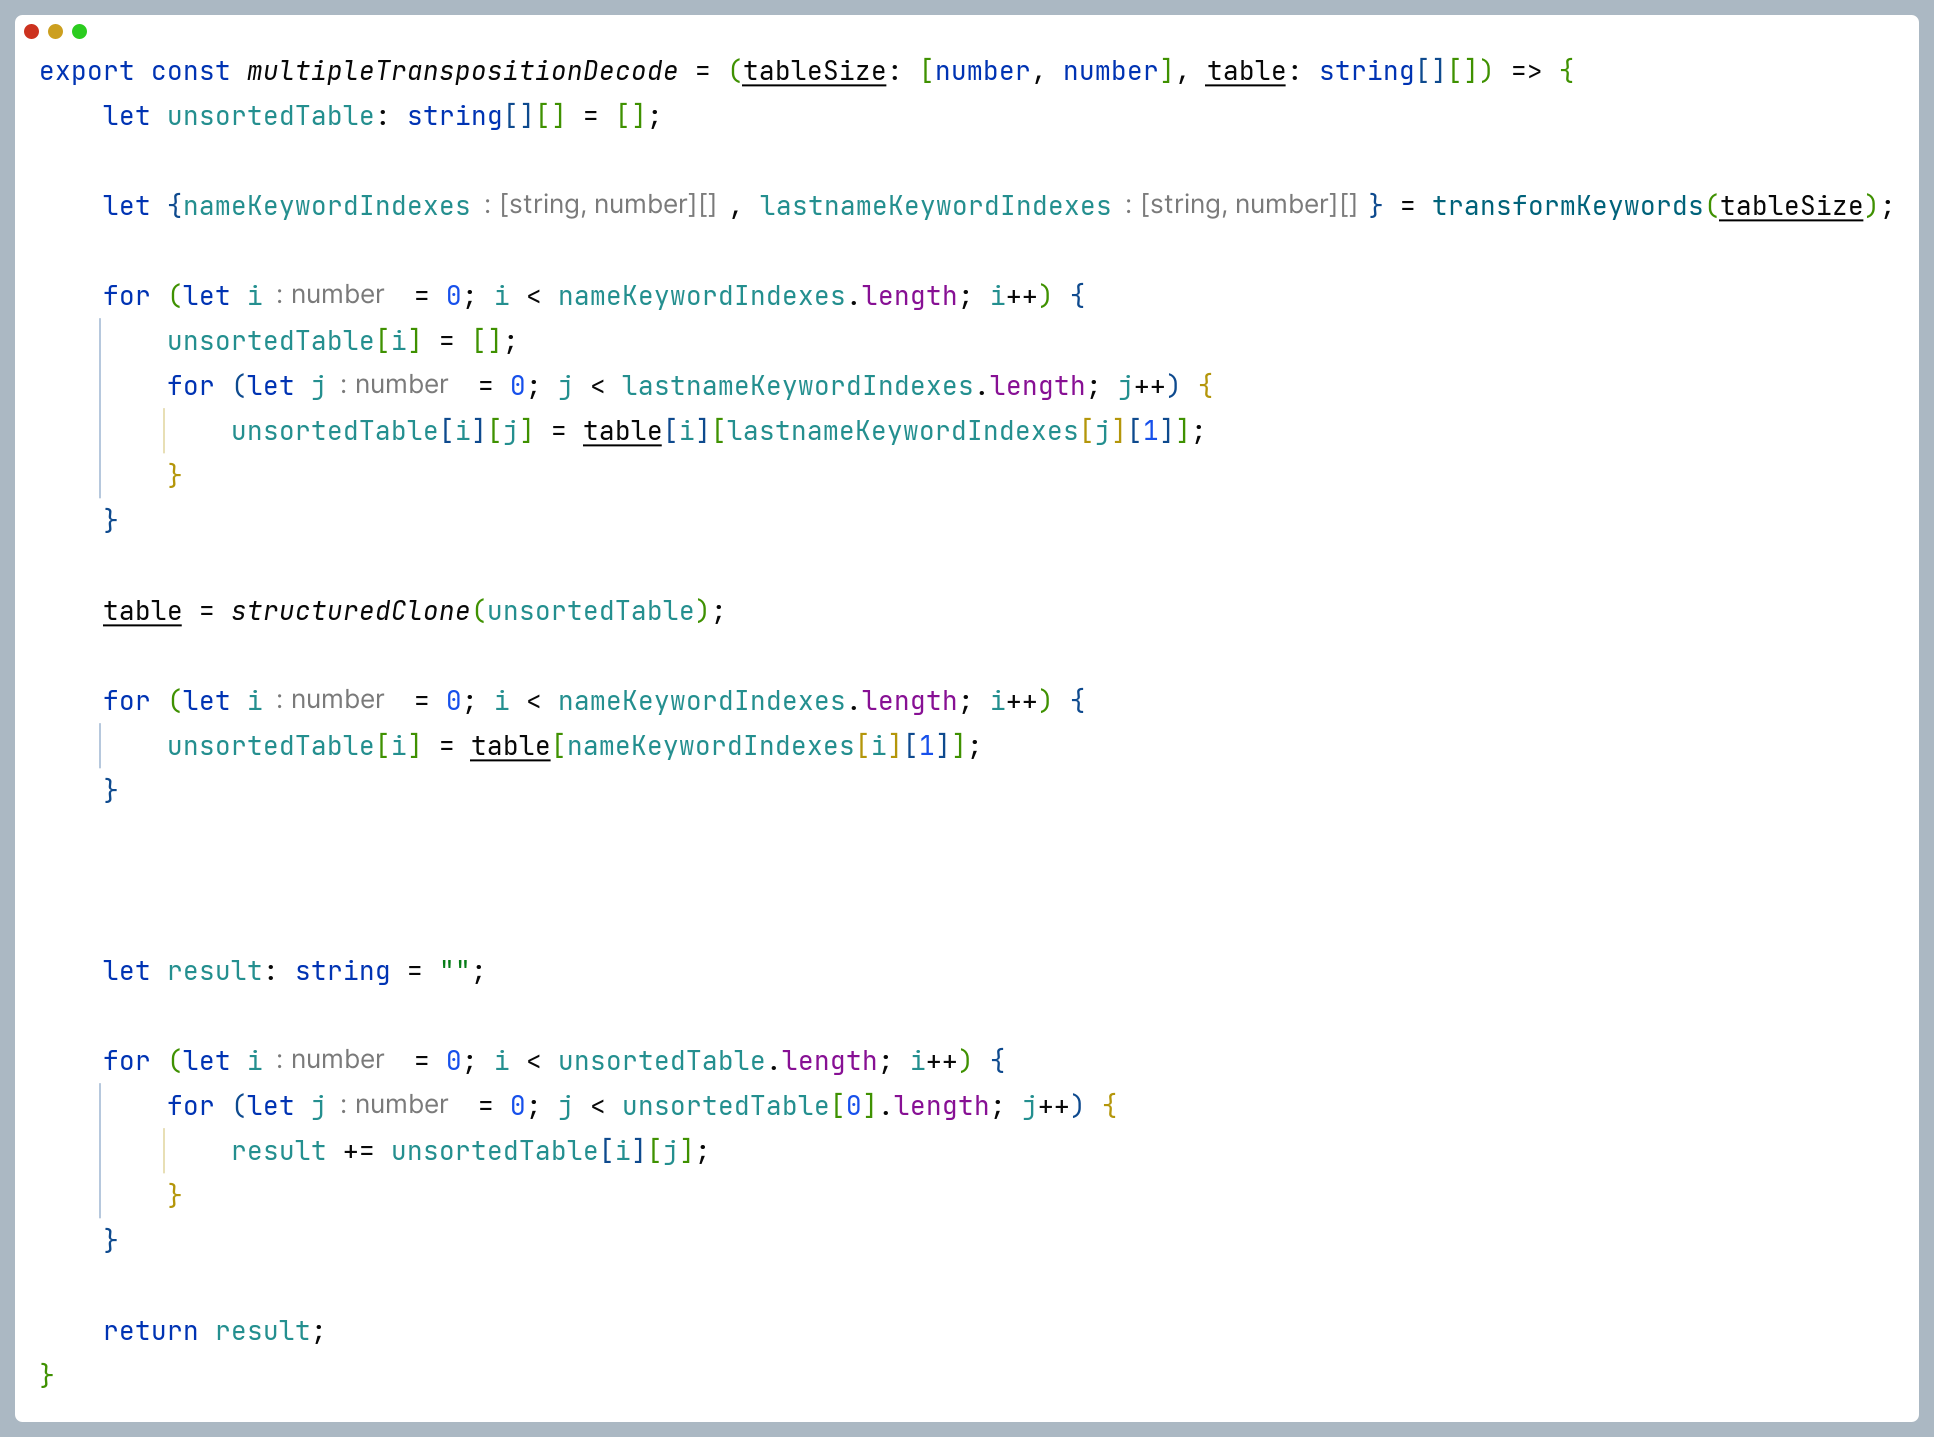 export const multipleTranspositionDecode = (tableSize: [number, number], table: string[][]) => {
    let unsortedTable: string[][] = [];

    let {nameKeywordIndexes : [string, number][] , lastnameKeywordIndexes : [string, number][] } = transformKeywords(tableSize);

    for (let i : number = 0; i < nameKeywordIndexes.length; i++) {
        unsortedTable[i] = [];
        for (let j : number = 0; j < lastnameKeywordIndexes.length; j++) {
            unsortedTable[i][j] = table[i][lastnameKeywordIndexes[j][1]];
        }
    }

    table = structuredClone(unsortedTable);

    for (let i : number = 0; i < nameKeywordIndexes.length; i++) {
        unsortedTable[i] = table[nameKeywordIndexes[i][1]];
    }

    let result: string = "";

    for (let i : number = 0; i < unsortedTable.length; i++) {
        for (let j : number = 0; j < unsortedTable[0].length; j++) {
            result += unsortedTable[i][j];
        }
    }

    return result;
}